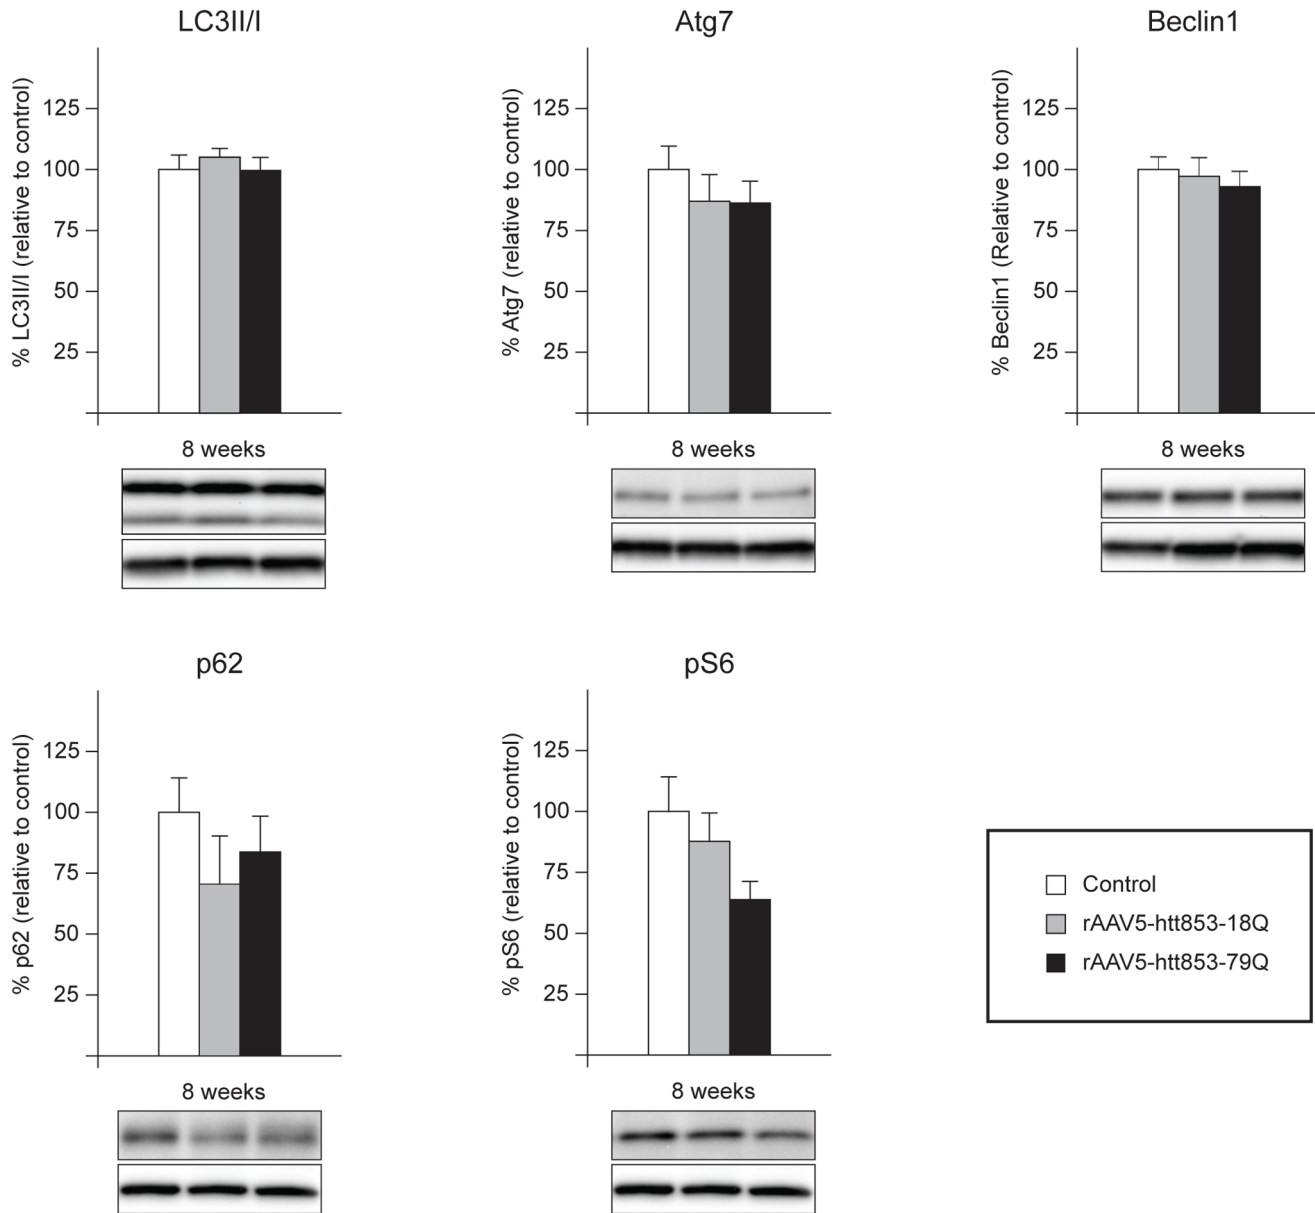 LC3II/I
% LC3II/I (relative to control)
125
100
75
50
25
8 weeks
Atg7
% Atg7 (relative to control)
125
100
75
50
25
8 weeks
Beclin1
% Beclin1 (Relative to control)
125
100
75
50
25
8 weeks
p62
% p62 (relative to control)
125
100
75
50
25
8 weeks
pS6
% pS6 (relative to control)
125
100
75
50
25
8 weeks
Control
rAAV5-htt853-18Q
rAAV5-htt853-79Q